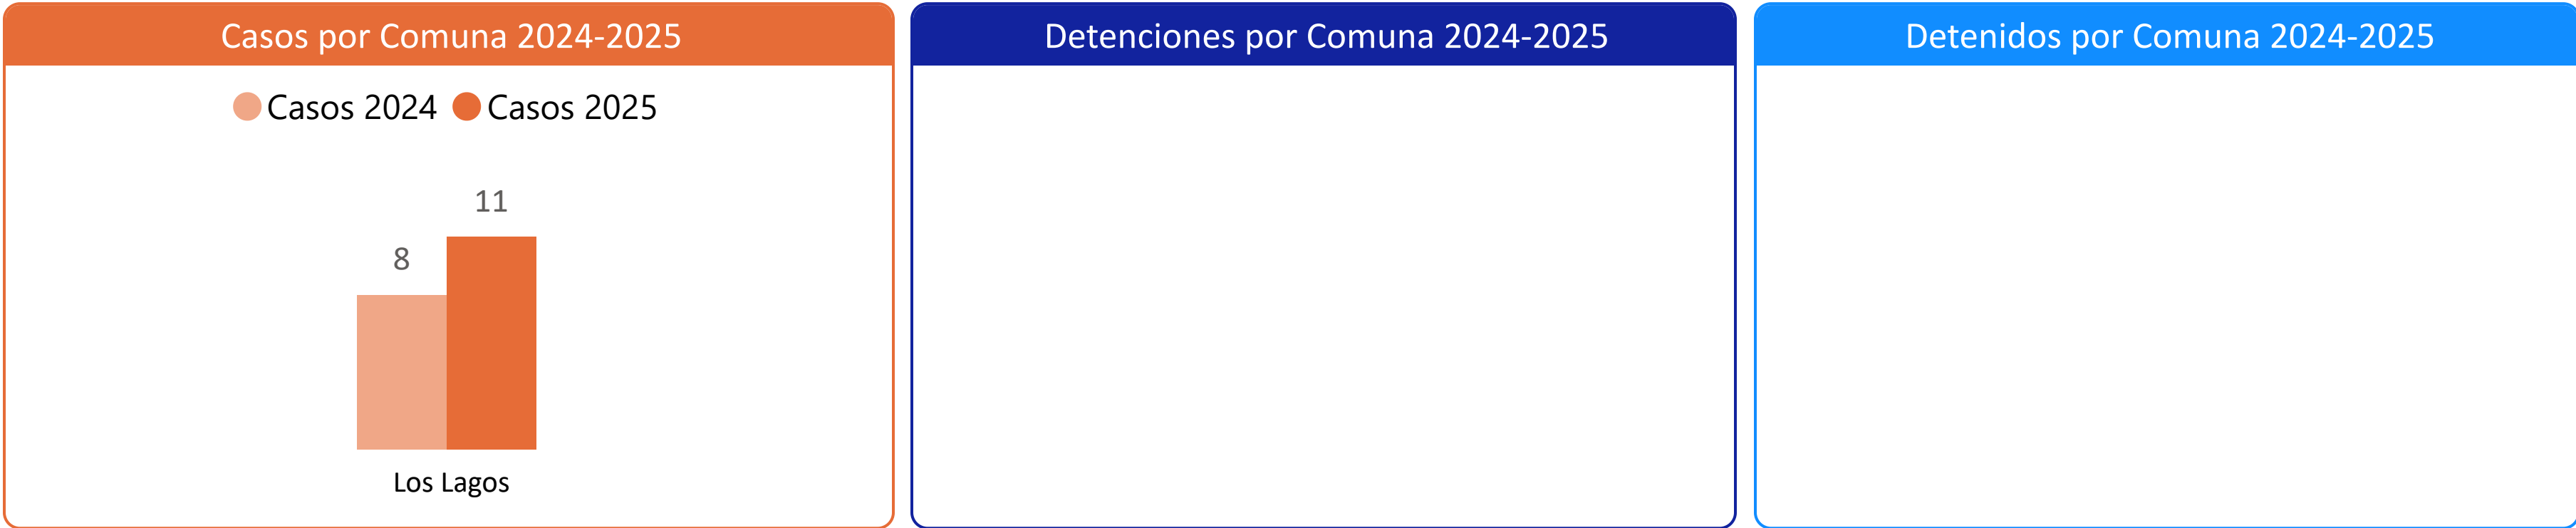 Casos por Comuna 2024-2025
Casos 2024 Casos 2025
11
8
Los Lagos
Detenciones por Comuna 2024-2025
Detenidos por Comuna 2024-2025